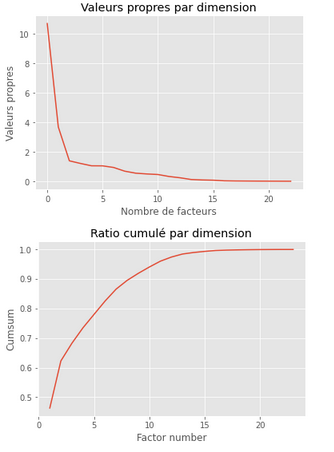 Valeurs propres par dimension
10
8
6
4
2
0
Valeurs propres
0 5 10 15 20
Nombre de facteurs
Ratio cumulé par dimension
1.0
0.9
0.8
0.7
0.6
0.5
Cumsum
0 5 10 15 20
Factor number